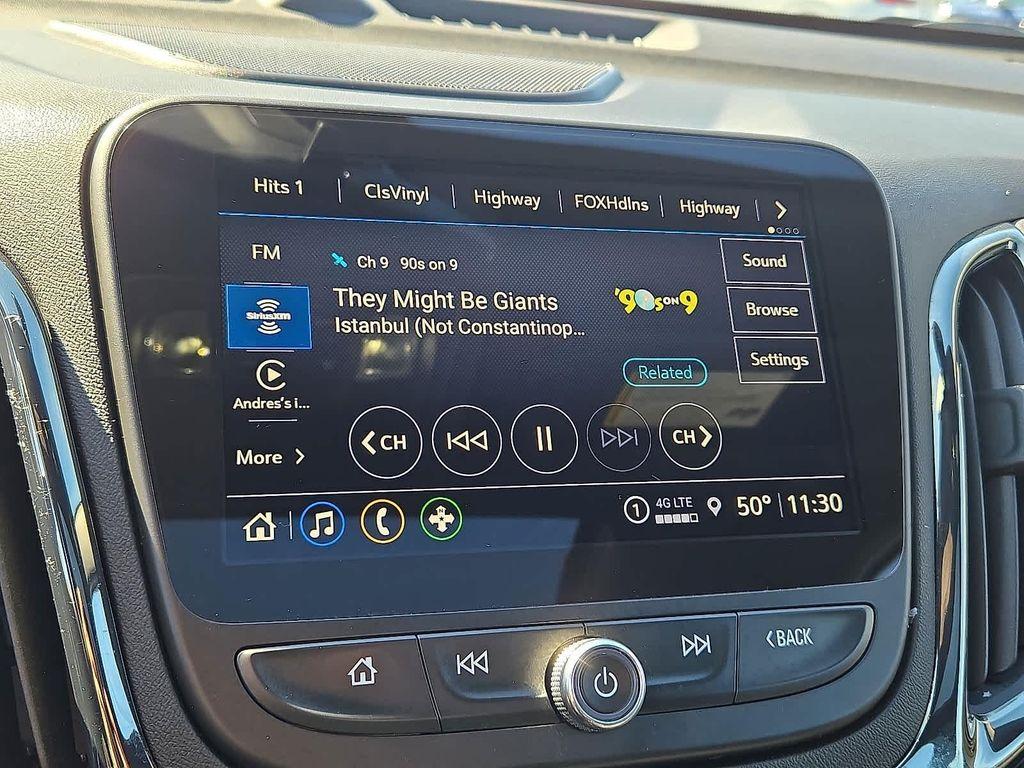 Hits 1 ClsVinyl Highway FOXHdlns Highway
FM
Ch 9 90s on 9
Sound
SiriusXM
They Might Be Giants
'90s ON 9
Browse
Istanbul (Not Constantinop...
Related
Settings
Andres's i...
CH
CH
More
1 4G LTE 50° 11:30
BACK